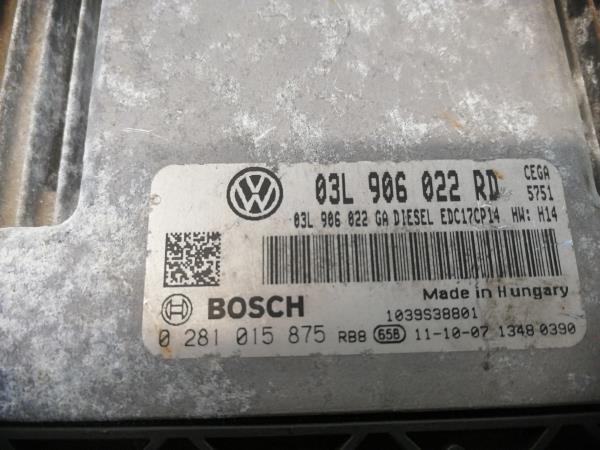 03L 906 022 RD CEGA
5751
03L 906 022 GA DIESEL EDC17CP14 HW: H14
Made in Hungary
BOSCH 1039S38801
0 281 015 875 RB8 658 11-10-07 1348 0390